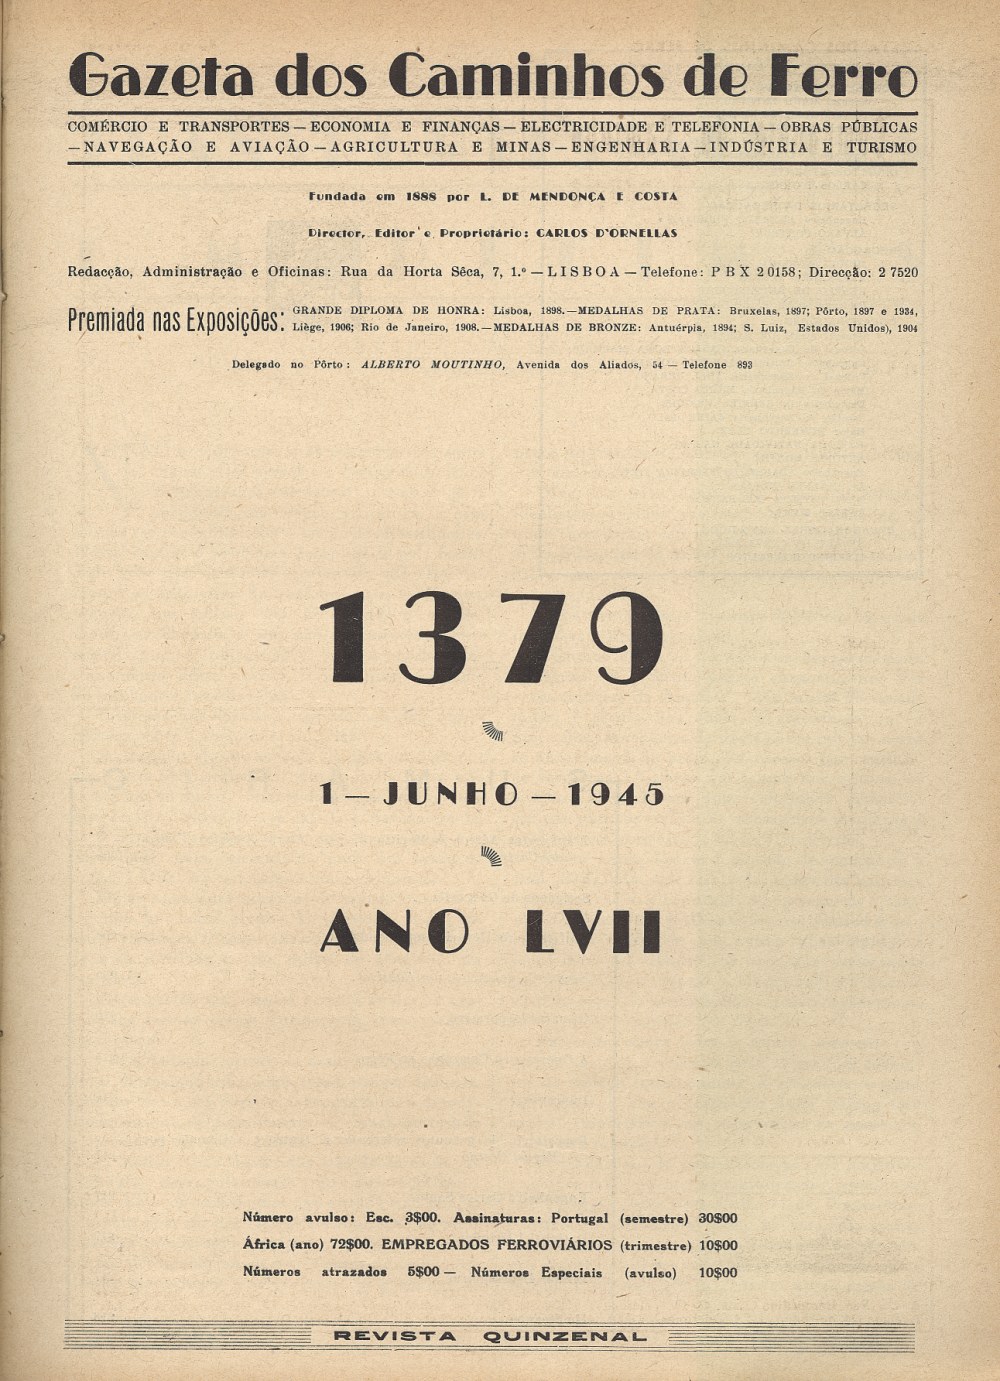 Gazeta dos Caminhos de Ferro
COMÉRCIO E TRANSPORTES — ECONOMIA E FINANÇAS — ELECTRICIDADE E TELEFONIA — OBRAS PÚBLICAS
— NAVEGAÇÃO E AVIAÇÃO — AGRICULTURA E MINAS — ENGENHARIA — INDÚSTRIA E TURISMO
Fundada em 1888 por L. DE MENDONÇA E COSTA
Director, Editor e Proprietário: CARLOS D'ORNELLAS
Redacção, Administração e Oficinas: Rua da Horta Sêca, 7, 1.º — LISBOA — Telefone: PBX 20158; Direcção: 2 7520
Premiada nas Exposições:
GRANDE DIPLOMA DE HONRA: Lisboa, 1898.—MEDALHAS DE PRATA: Bruxelas, 1897; Pôrto, 1897 e 1934,
Liège, 1906; Rio de Janeiro, 1908.—MEDALHAS DE BRONZE: Antuérpia, 1894; S. Luiz, Estados Unidos), 1904
Delegado no Pôrto: ALBERTO MOUTINHO, Avenida dos Aliados, 54 — Telefone 893
1379
1 — JUNHO — 1945
ANO LVII
Número avulso: Esc. 3$00. Assinaturas: Portugal (semestre) 30$00
África (ano) 72$00. EMPREGADOS FERROVIÁRIOS (trimestre) 10$00
Números atrazados 5$00 — Números Especiais (avulso) 10$00
REVISTA QUINZENAL